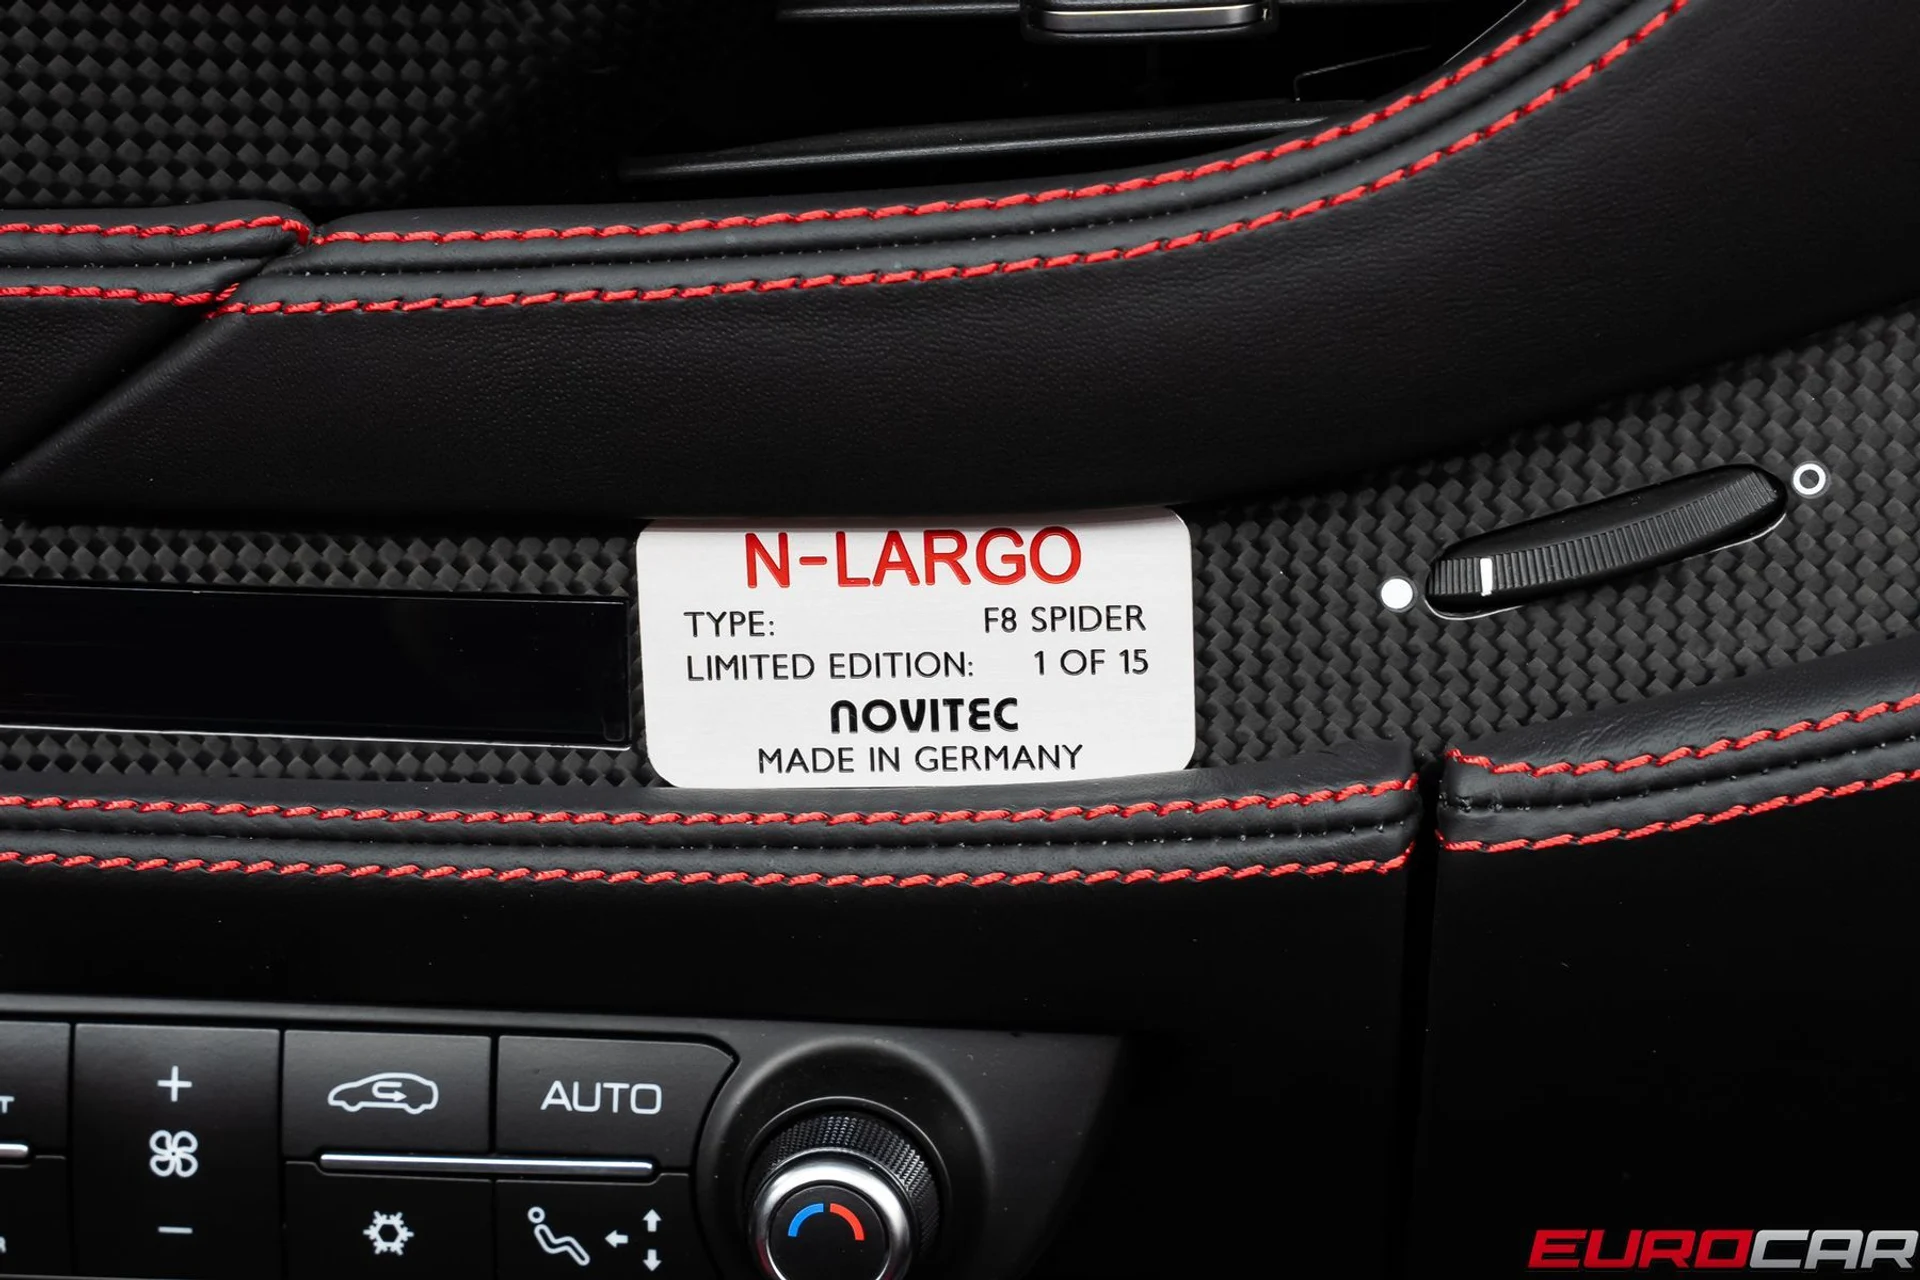 N-LARGO
TYPE: F8 SPIDER
LIMITED EDITION: 1 OF 15
NOVITEC
MADE IN GERMANY
AUTO
EUROCAR